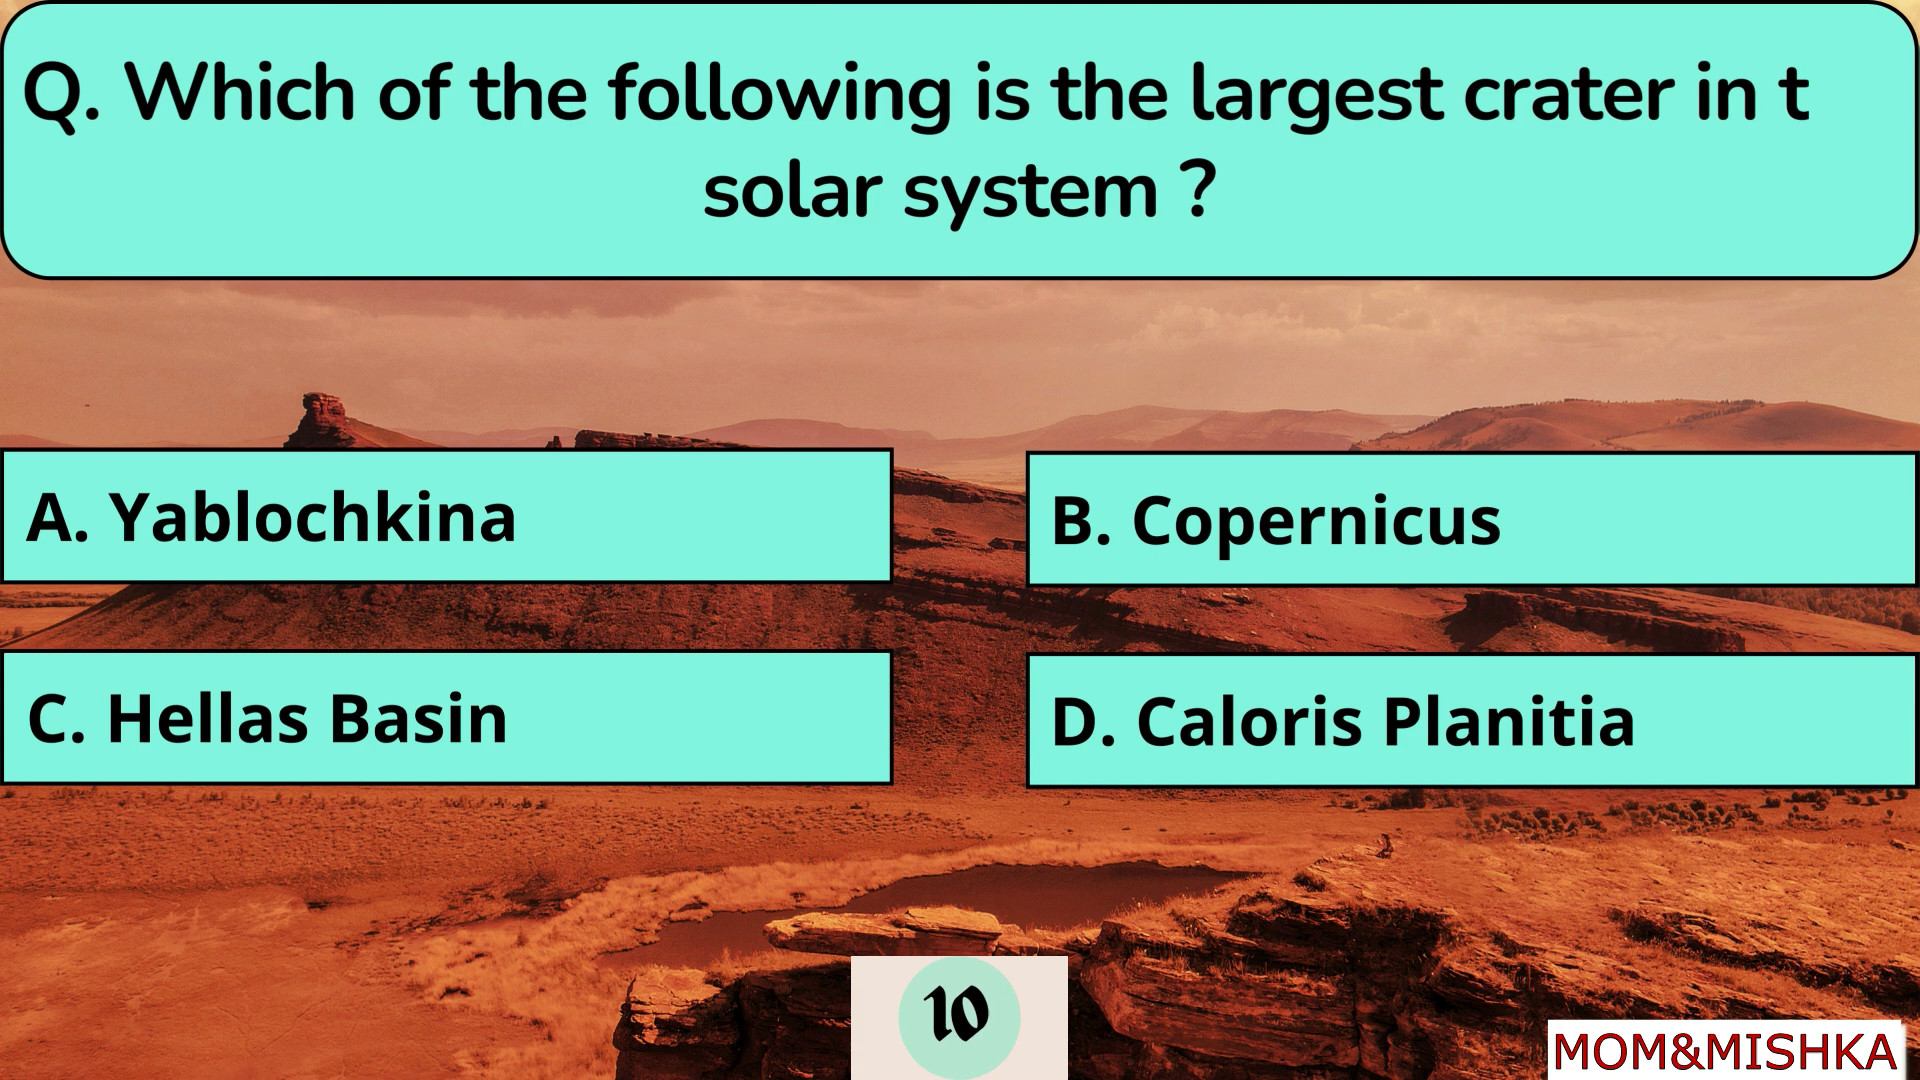 Q. Which of the following is the largest crater in t
solar system ?
A. Yablochkina
B. Copernicus
C. Hellas Basin
D. Caloris Planitia
10
MOM&MISHKA